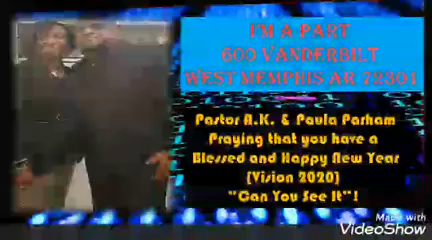 I'M A PART
600 VANDERBILT
WEST MEMPHIS AR 72301
Pastor A.K. & Paula Parham
Praying that you have a
Blessed and Happy New Year
(Vision 2020)
"Can You See It"!
Made with
VideoShow